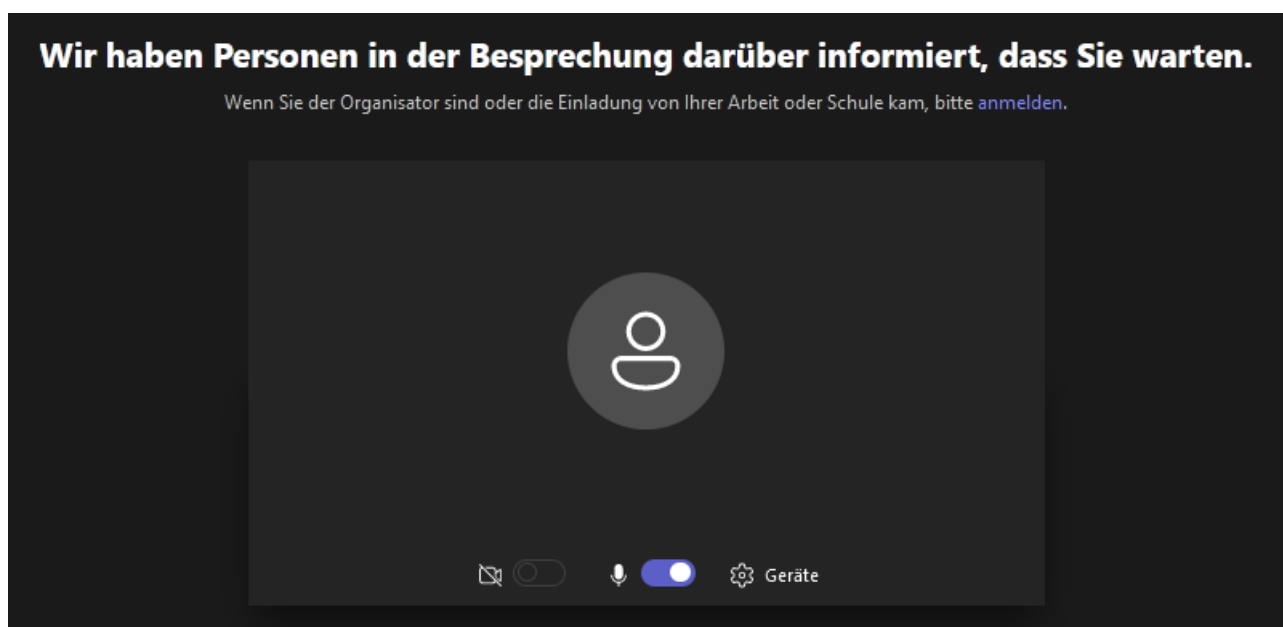 Wir haben Personen in der Besprechung darüber informiert, dass Sie warten.
Wenn Sie der Organisator sind oder die Einladung von Ihrer Arbeit oder Schule kam, bitte anmelden.
Geräte